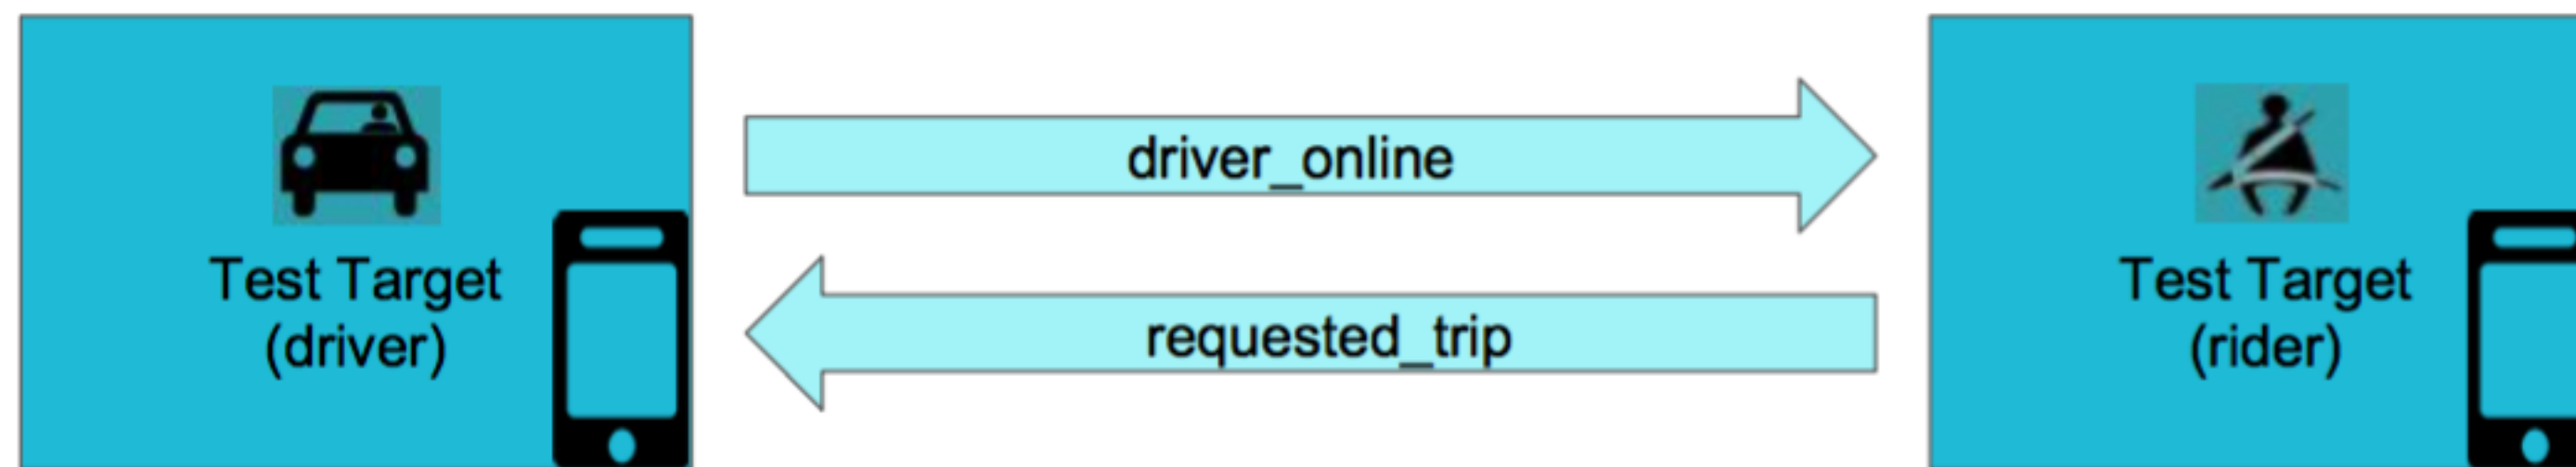 Test Target
(driver)
driver_online
requested_trip
Test Target
(rider)